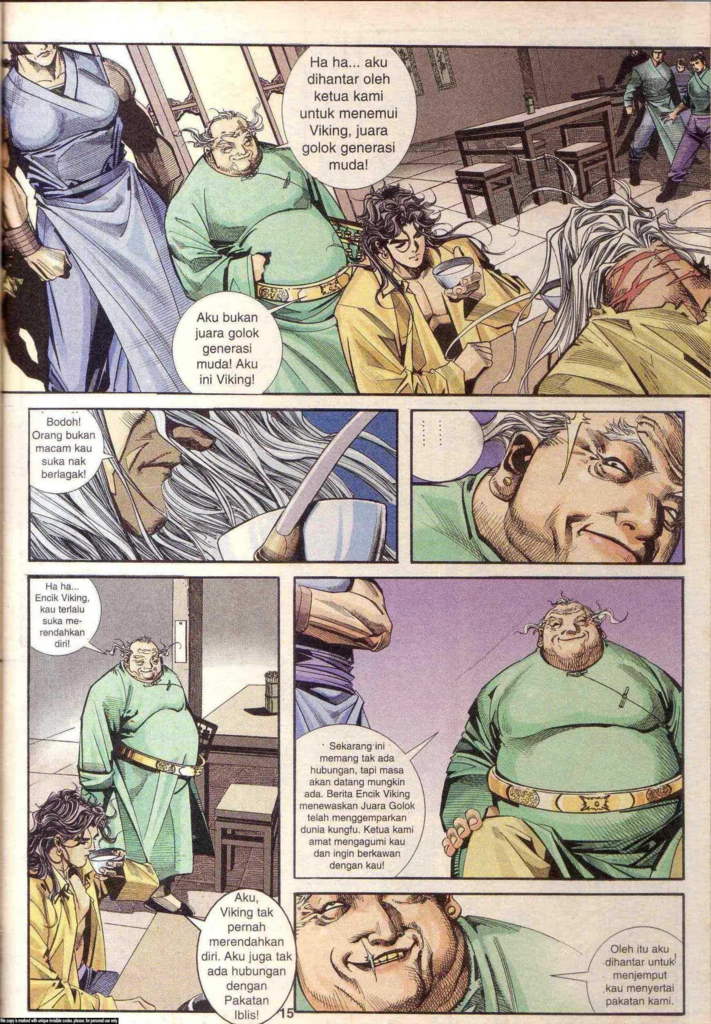 Ha ha... aku
dihantar oleh
ketua kami
untuk menemui
Viking, juara
golok generasi
muda!
Aku bukan
juara golok
generasi
muda! Aku
ini Viking!
Bodoh!
Orang bukan
macam kau
suka nak
berlagak!
Ha ha...
Encik Viking,
kau terlalu
suka me-
rendahkan
diri!
Aku,
Viking tak
pernah
merendahkan
diri. Aku juga
tak ada hubungan
dengan
Pakatan
Iblis!
Sekarang ini
memang tak ada
hubungan, tapi masa
akan datang mungkin
ada. Berita Encik Viking
menewaskan Juara Golok
telah menggemparkan
dunia kungfu. Ketua kami
amat mengagumi kau
dan ingin berkawan
dengan kau!
Oleh itu aku
dihantar untuk
menjemput
kau menyertai
pakatan kami.
15